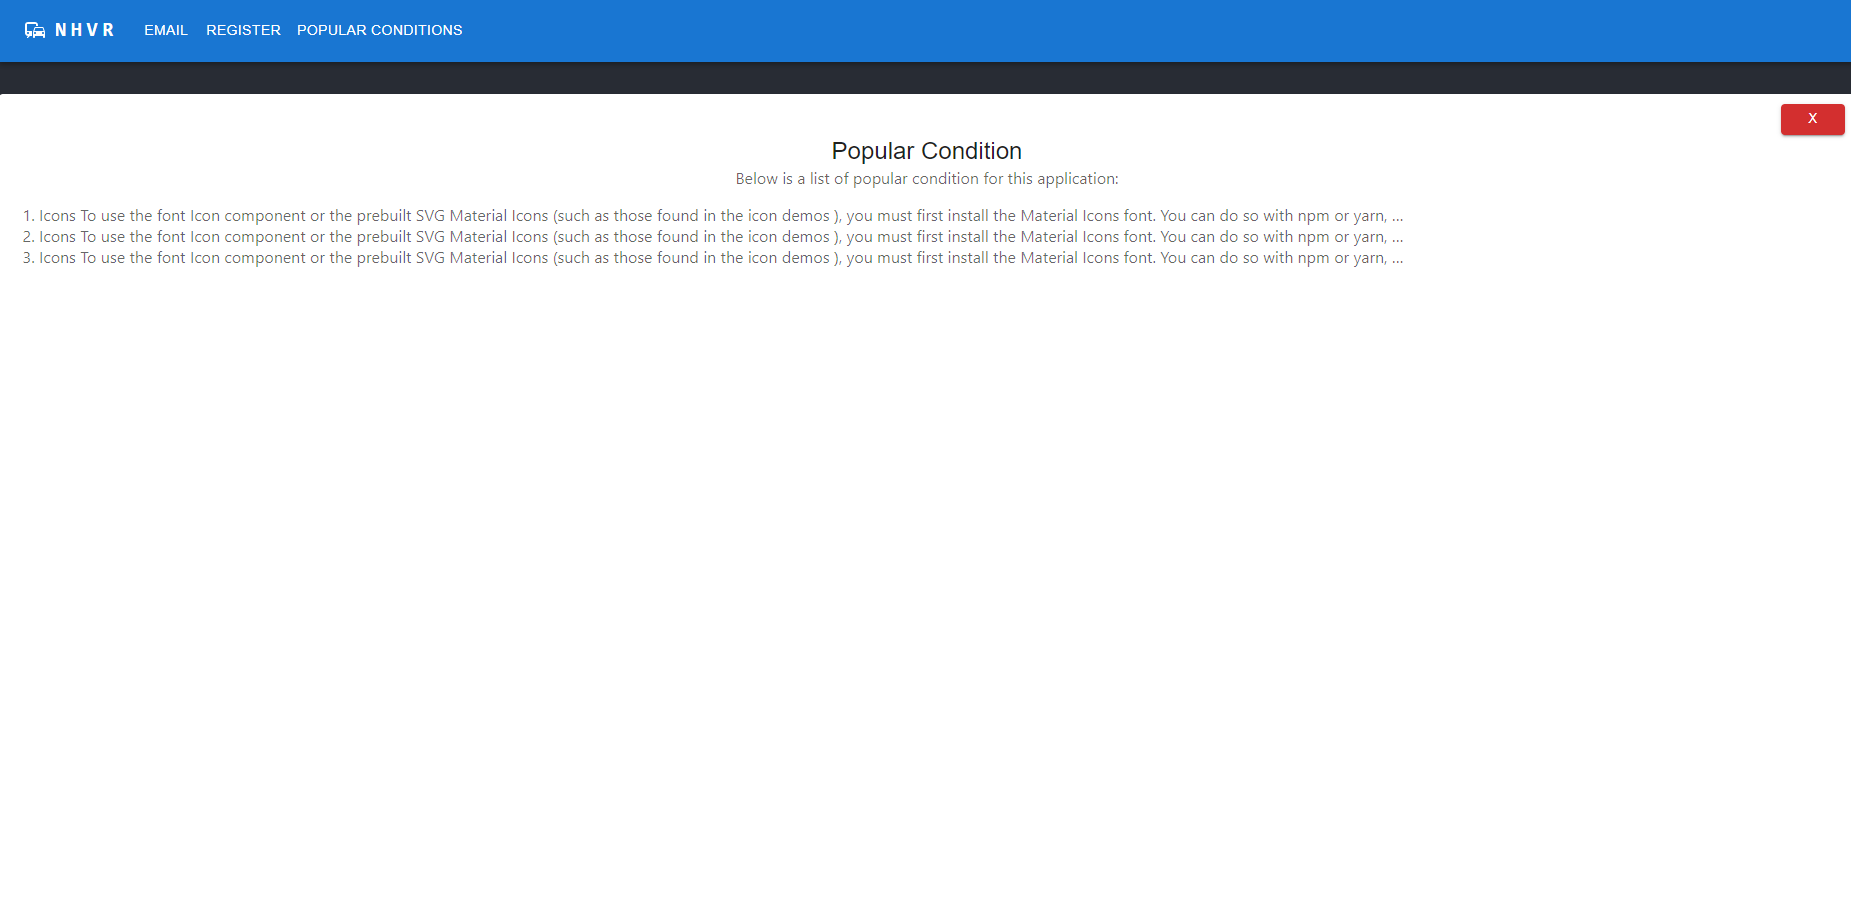 NHVR EMAIL REGISTER POPULAR CONDITIONS
X
Popular Condition
Below is a list of popular condition for this application:
1. Icons To use the font Icon component or the prebuilt SVG Material Icons (such as those found in the icon demos ), you must first install the Material Icons font. You can do so with npm or yarn, ...
2. Icons To use the font Icon component or the prebuilt SVG Material Icons (such as those found in the icon demos ), you must first install the Material Icons font. You can do so with npm or yarn, ...
3. Icons To use the font Icon component or the prebuilt SVG Material Icons (such as those found in the icon demos ), you must first install the Material Icons font. You can do so with npm or yarn, ...